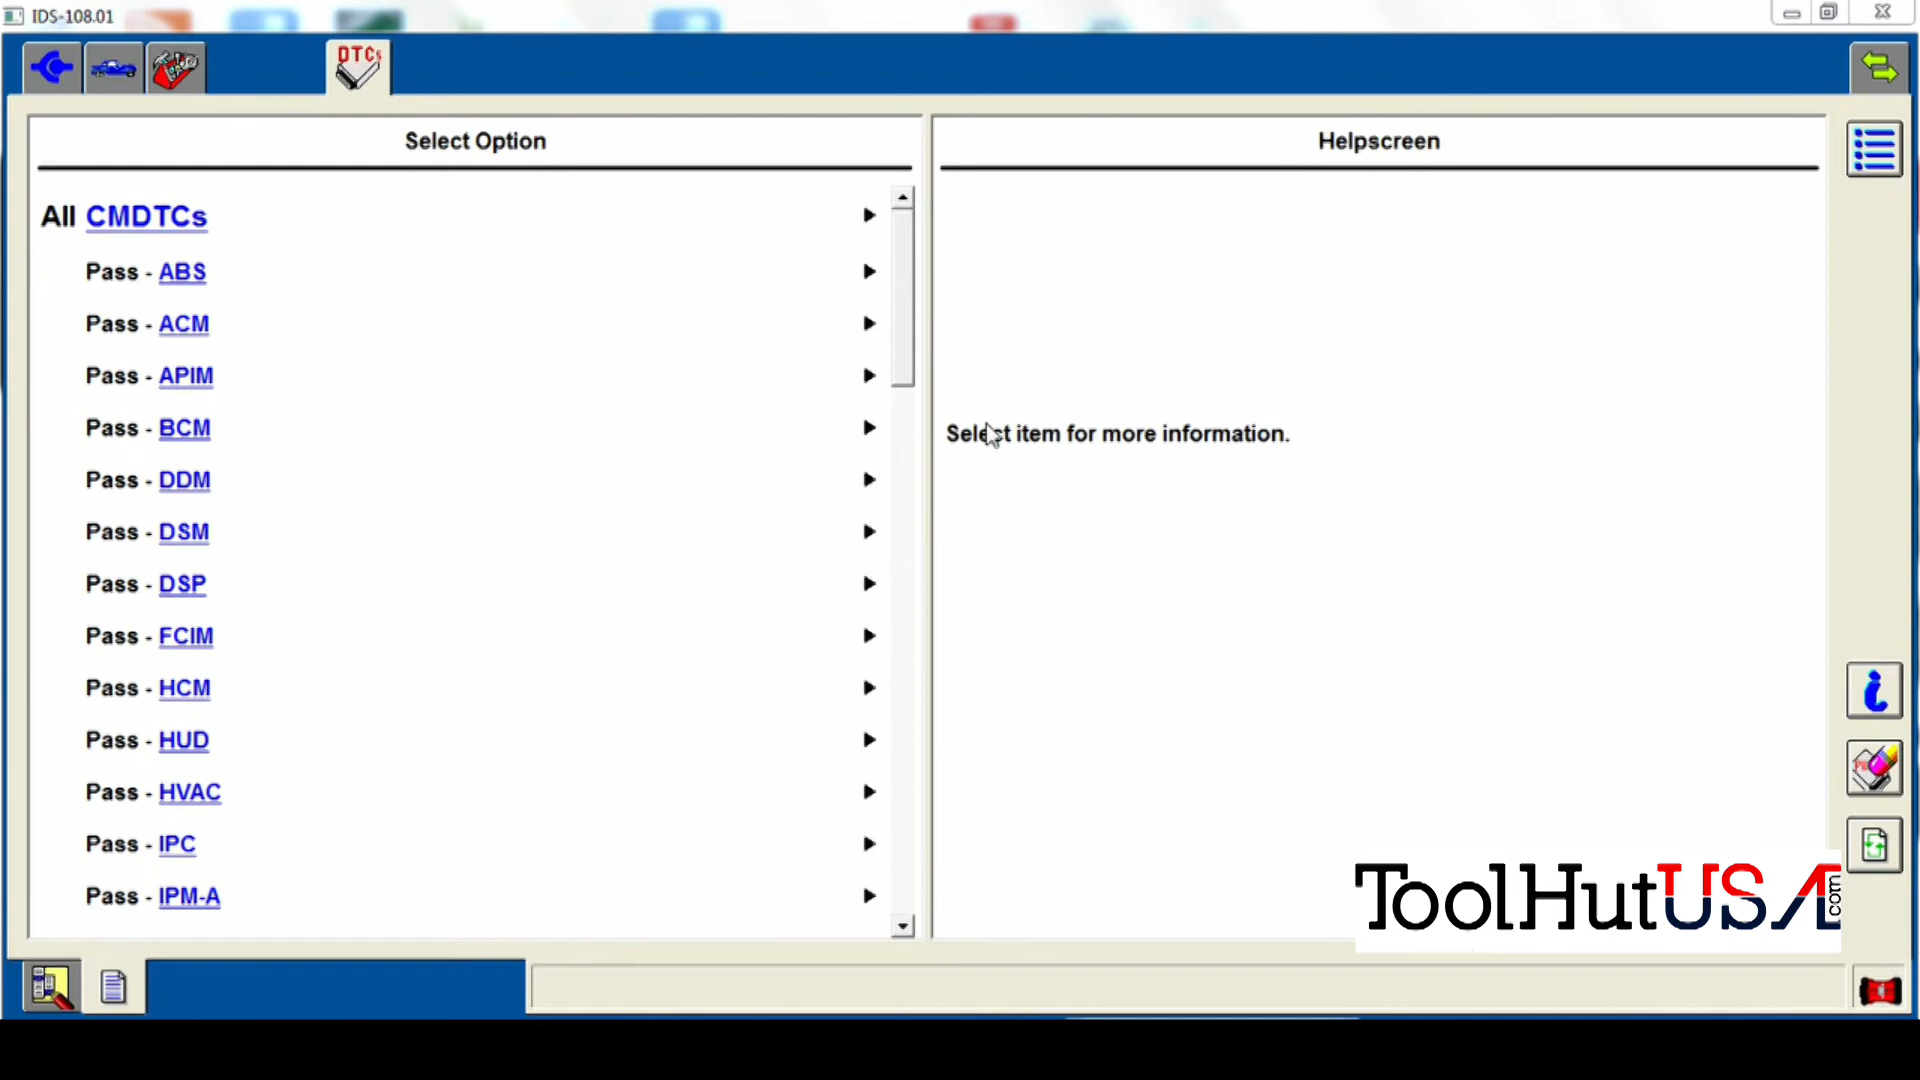 IDS-108.01
DTCs
Select Option
Helpscreen
All CMDTCs
Pass - ABS
Pass - ACM
Pass - APIM
Pass - BCM
Pass - DDM
Pass - DSM
Pass - DSP
Pass - FCIM
Pass - HCM
Pass - HUD
Pass - HVAC
Pass - IPC
Pass - IPM-A
Select item for more information.
ToolHutUSA.com